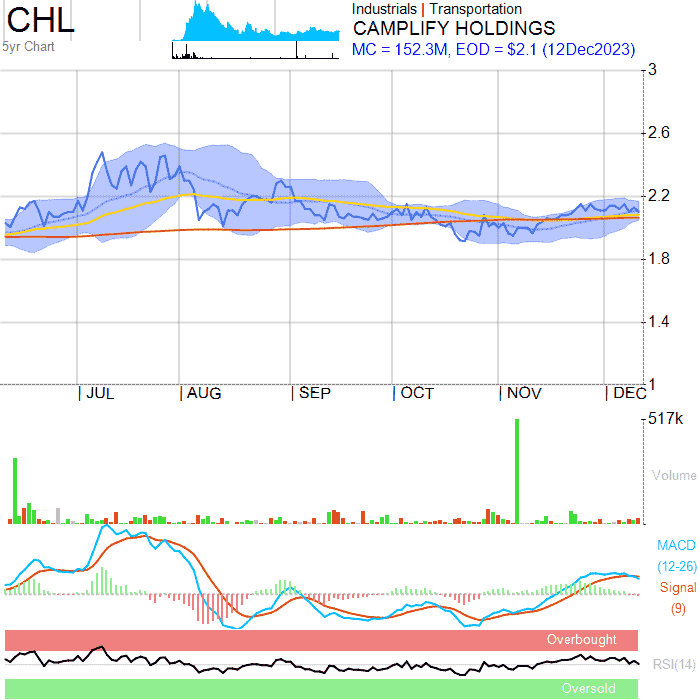 CHL
5yr Chart
Industrials | Transportation
CAMPLIFY HOLDINGS
MC = 152.3M, EOD = $2.1 (12Dec2023)
3
2.6
2.2
1.8
1.4
1
| JUL | AUG | SEP | OCT | NOV | DEC
517k
Volume
MACD
(12-26)
Signal
(9)
Overbought
RSI(14)
Oversold